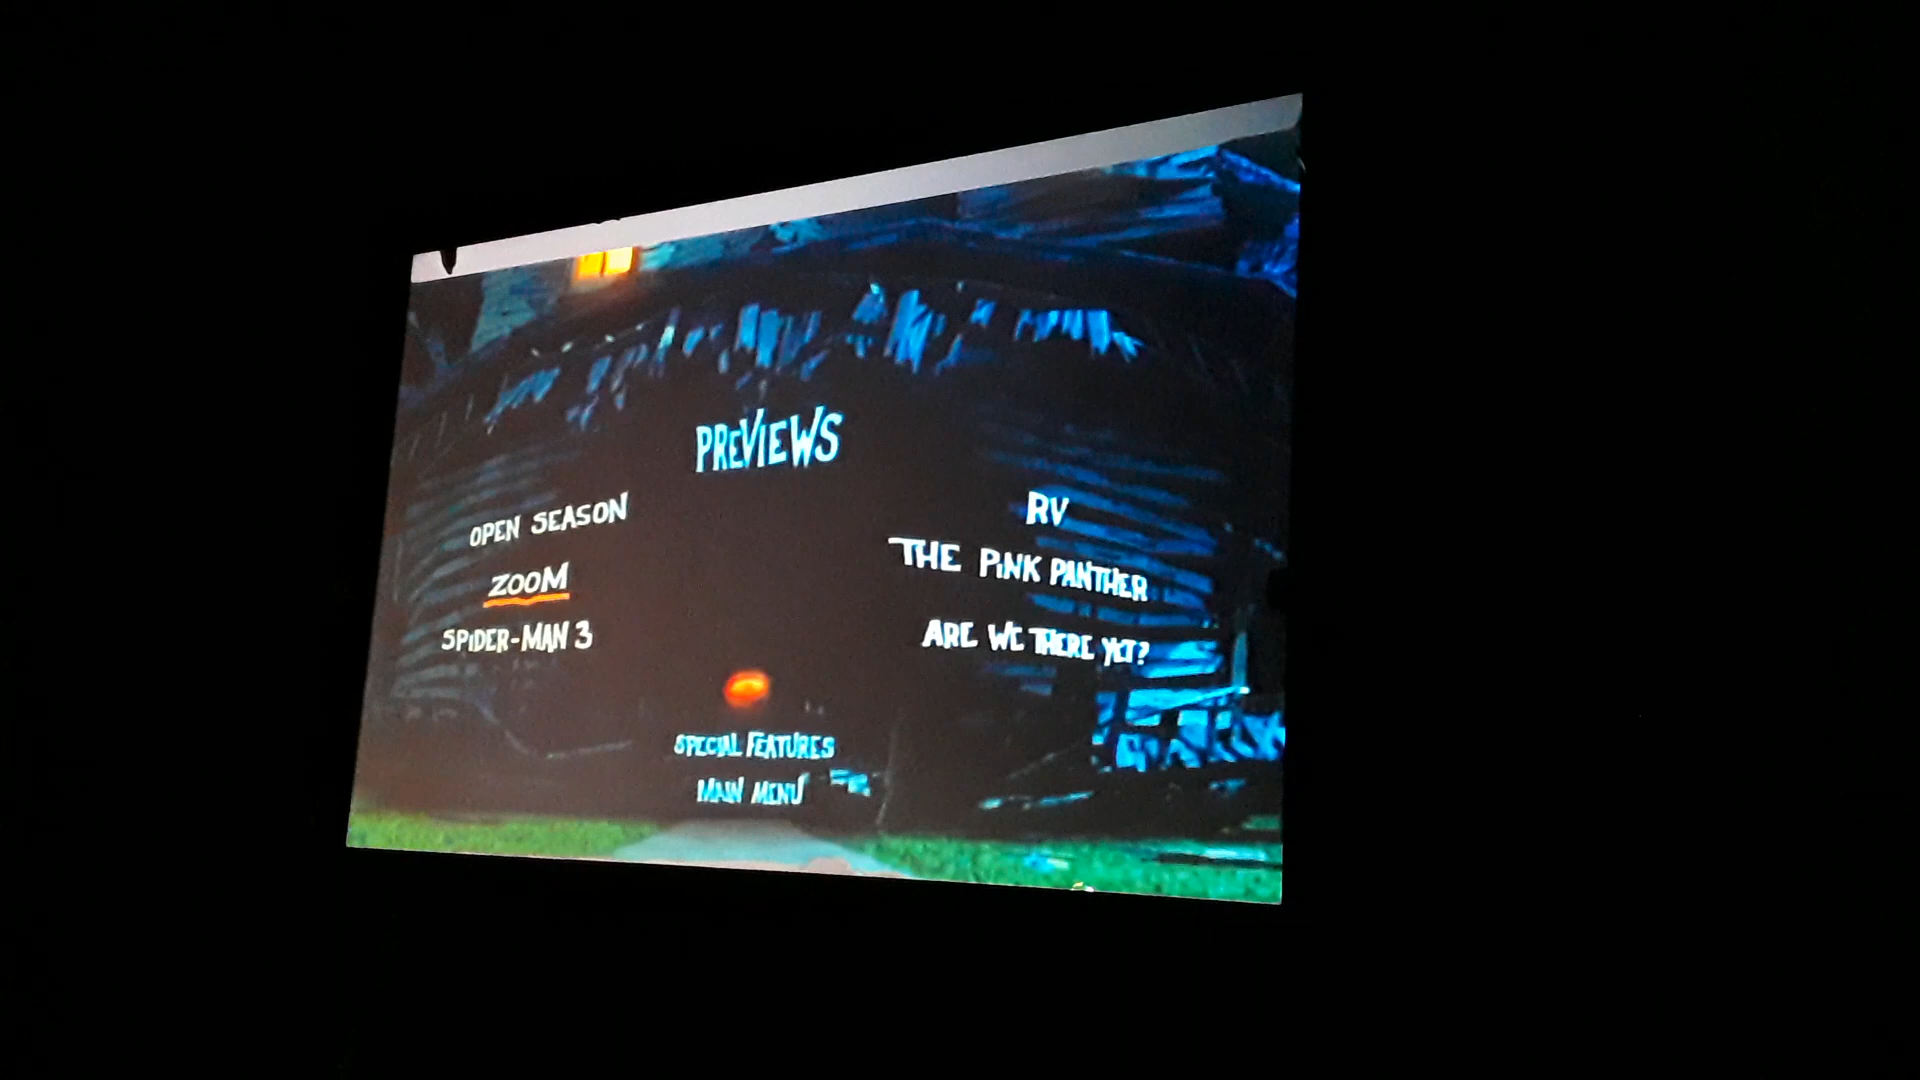 PREVIEWS
OPEN SEASON
ZOOM
SPIDER-MAN 3
RV
THE PINK PANTHER
ARE WE THERE YET?
SPECIAL FEATURES
MAIN MENU